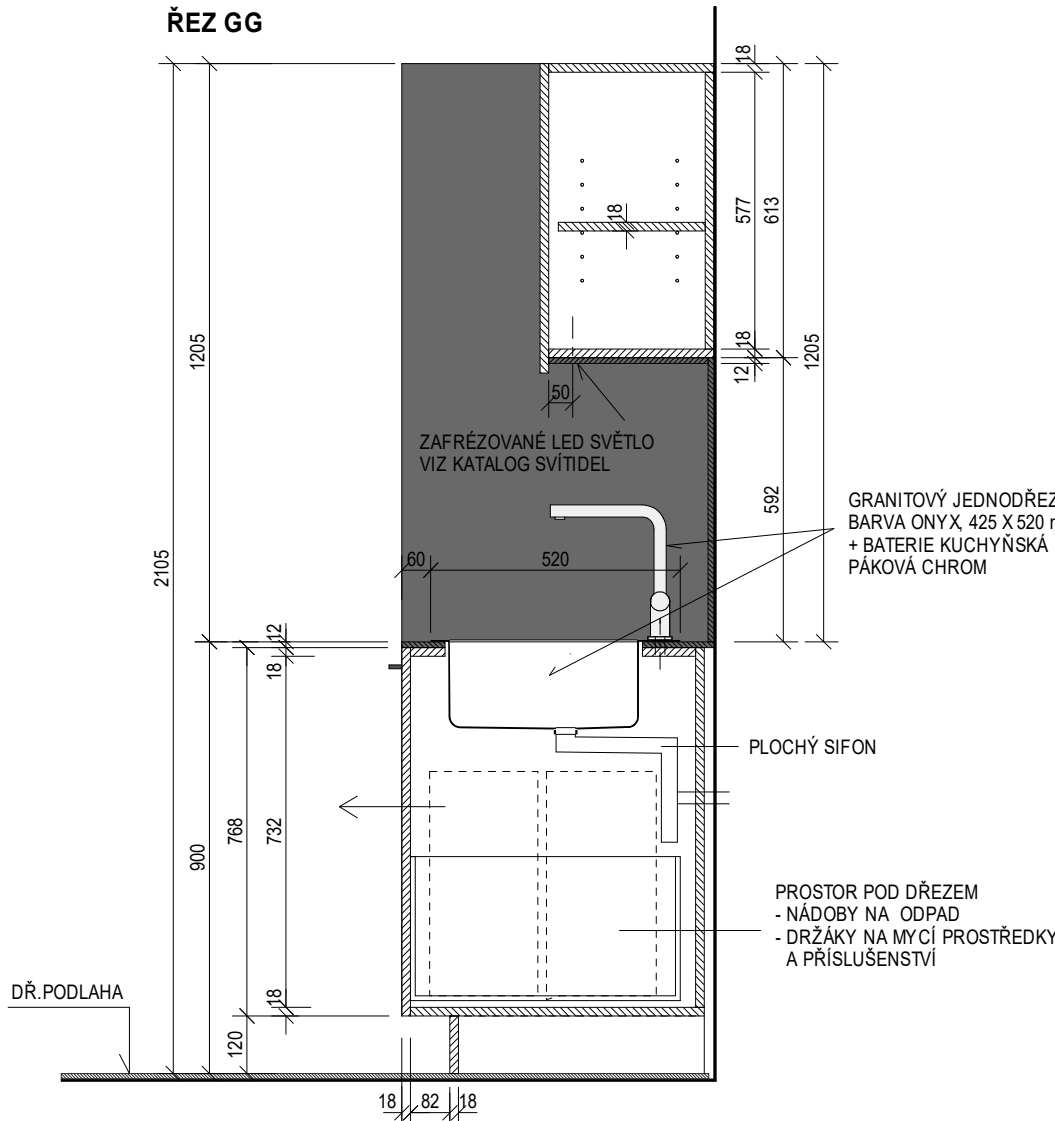 ŘEZ GG
18
577
613
18
12
1205
592
18
1205
2105
50
ZAFRÉZOVANÉ LED SVĚTLO
VIZ KATALOG SVÍTIDEL
GRANITOVÝ JEDNODŘEZ
BARVA ONYX, 425 X 520
+ BATERIE KUCHYŇSKÁ
PÁKOVÁ CHROM
60
520
12
18
PLOCHÝ SIFON
768
732
900
PROSTOR POD DŘEZEM
- NÁDOBY NA ODPAD
- DRŽÁKY NA MYCÍ PROSTŘEDKY
A PŘÍSLUŠENSTVÍ
DŘ.PODLAHA
18
120
18
82
18